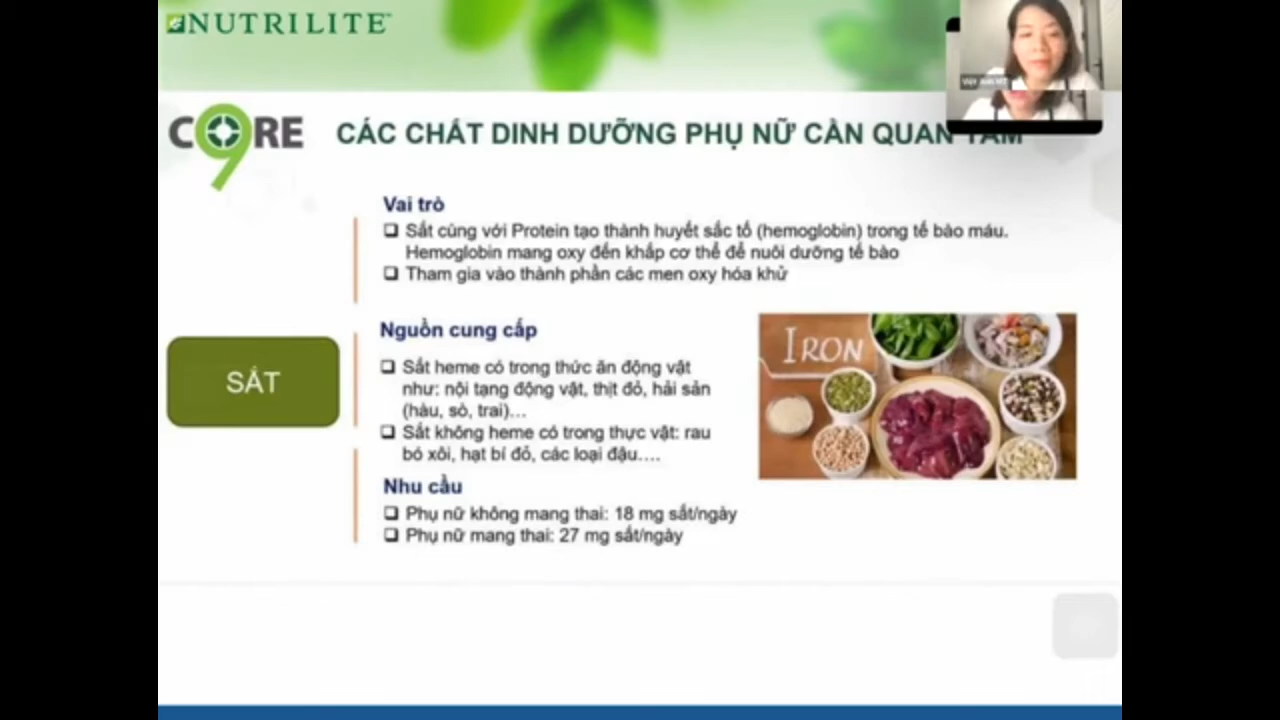 NUTRILITE™
C9RE
CÁC CHẤT DINH DƯỠNG PHỤ NỮ CẦN QUAN TÂM
Vai trò
❑ Sắt cùng với Protein tạo thành huyết sắc tố (hemoglobin) trong tế bào máu.
Hemoglobin mang oxy đến khắp cơ thể để nuôi dưỡng tế bào
❑ Tham gia vào thành phần các men oxy hóa khử
SẮT
Nguồn cung cấp
❑ Sắt heme có trong thức ăn động vật
như: nội tạng động vật, thịt đỏ, hải sản
(hàu, sò, trai)...
❑ Sắt không heme có trong thực vật: rau
bó xôi, hạt bí đỏ, các loại đậu....
IRON
Nhu cầu
❑ Phụ nữ không mang thai: 18 mg sắt/ngày
❑ Phụ nữ mang thai: 27 mg sắt/ngày